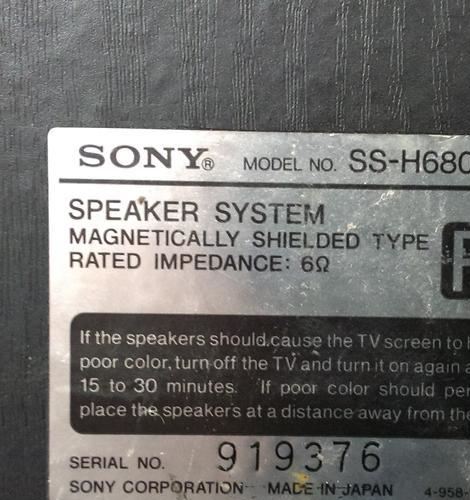 SONY® MODEL NO. SS-H680
SPEAKER SYSTEM
MAGNETICALLY SHIELDED TYPE
RATED IMPEDANCE: 6Ω
If the speakers should cause the TV screen to
poor color, turn off the TV and turn it on again
15 to 30 minutes. If poor color should
place the speakers at a distance away from the
SERIAL NO. 919376
SONY CORPORATION MADE IN JAPAN 4-958-